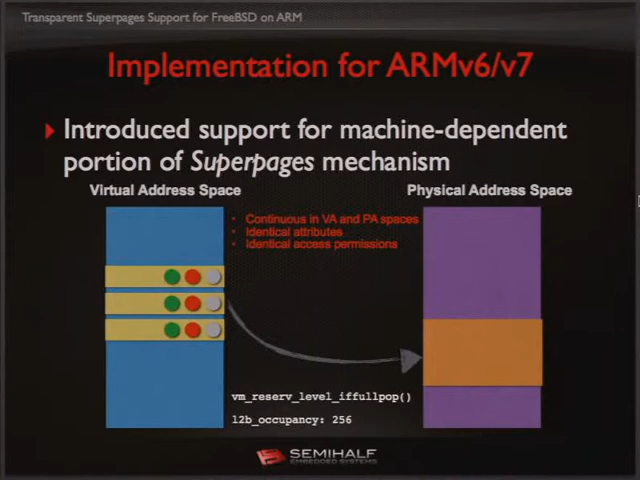 Transparent Superpages Support for FreeBSD on ARM
Implementation for ARMv6/v7
Introduced support for machine-dependent
portion of Superpages mechanism
Virtual Address Space
Physical Address Space
• Continuous in VA and PA spaces
• Identical attributes
• Identical access permissions
vm_reserv_level_iffullpop()
l2b_occupancy: 256
SEMIHALF
EMBEDDED SYSTEMS